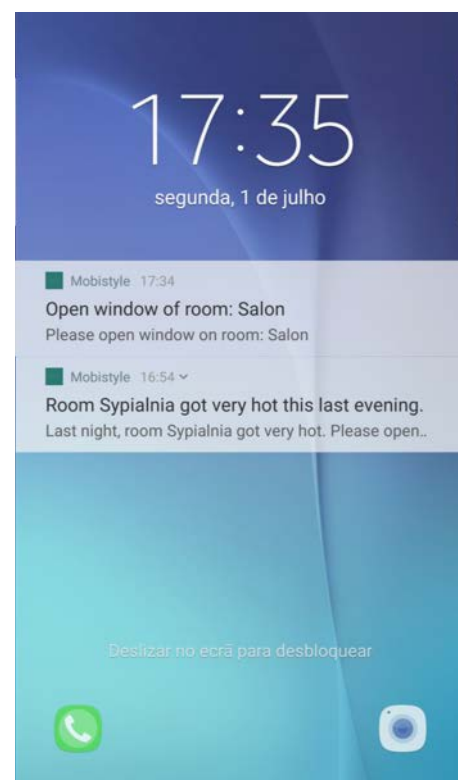 17:35
segunda, 1 de julho
Mobistyle 17:34
Open window of room: Salon
Please open window on room: Salon
Mobistyle 16:54
Room Sypialnia got very hot this last evening.
Last night, room Sypialnia got very hot. Please open..
Deslizar no ecrã para desbloquear